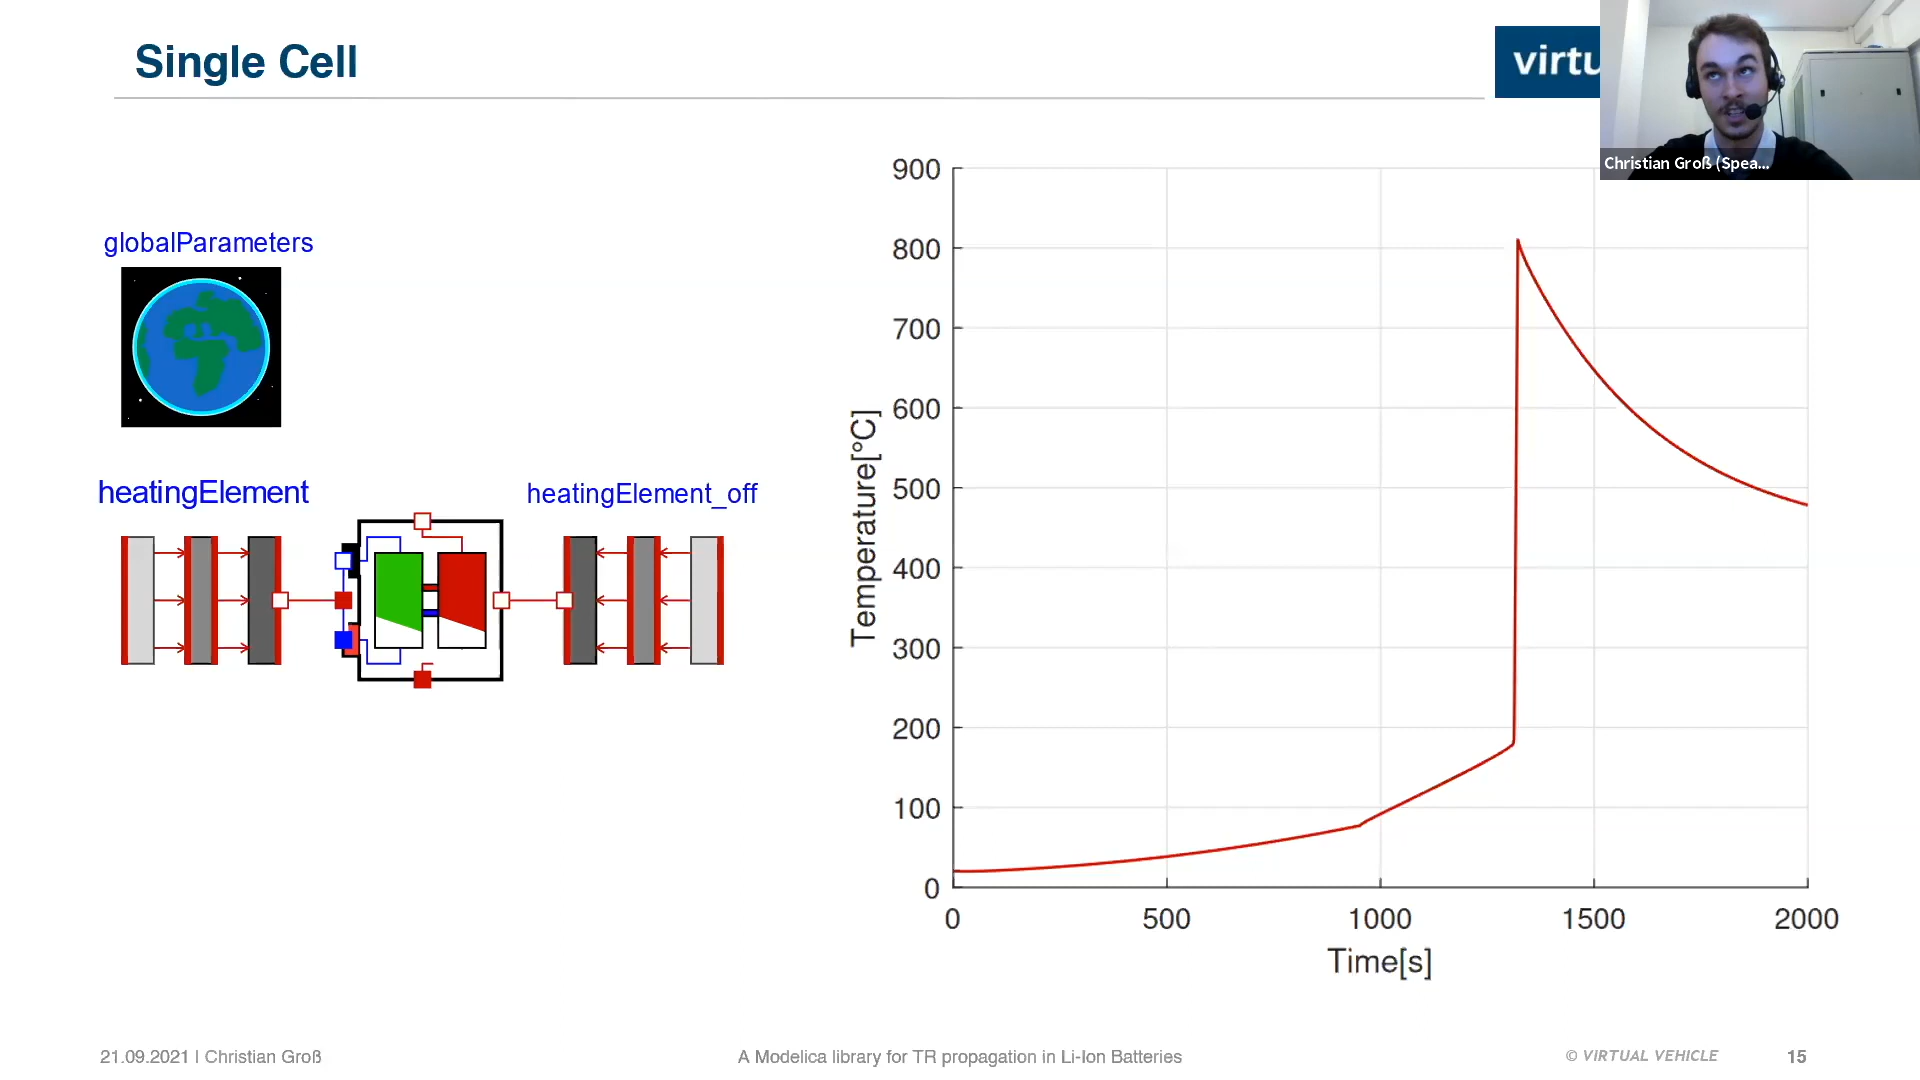 Single Cell
virtu
Christian Groß (Spea...
globalParameters
heatingElement
heatingElement_off
900
800
700
600
500
400
300
200
100
0
Temperature[°C]
0 500 1000 1500 2000
Time[s]
21.09.2021 | Christian Groß
A Modelica library for TR propagation in Li-Ion Batteries
© VIRTUAL VEHICLE
15